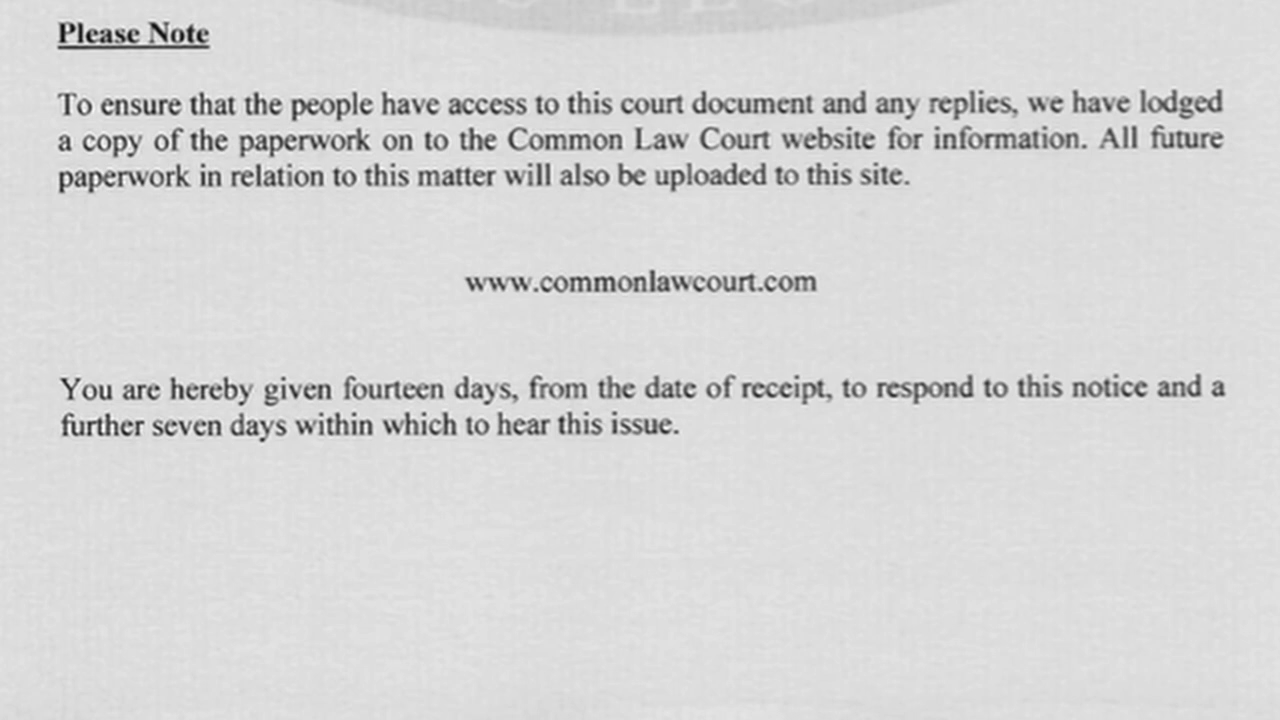 Please Note
To ensure that the people have access to this court document and any replies, we have lodged
a copy of the paperwork on to the Common Law Court website for information. All future
paperwork in relation to this matter will also be uploaded to this site.
www.commonlawcourt.com
You are hereby given fourteen days, from the date of receipt, to respond to this notice and a
further seven days within which to hear this issue.